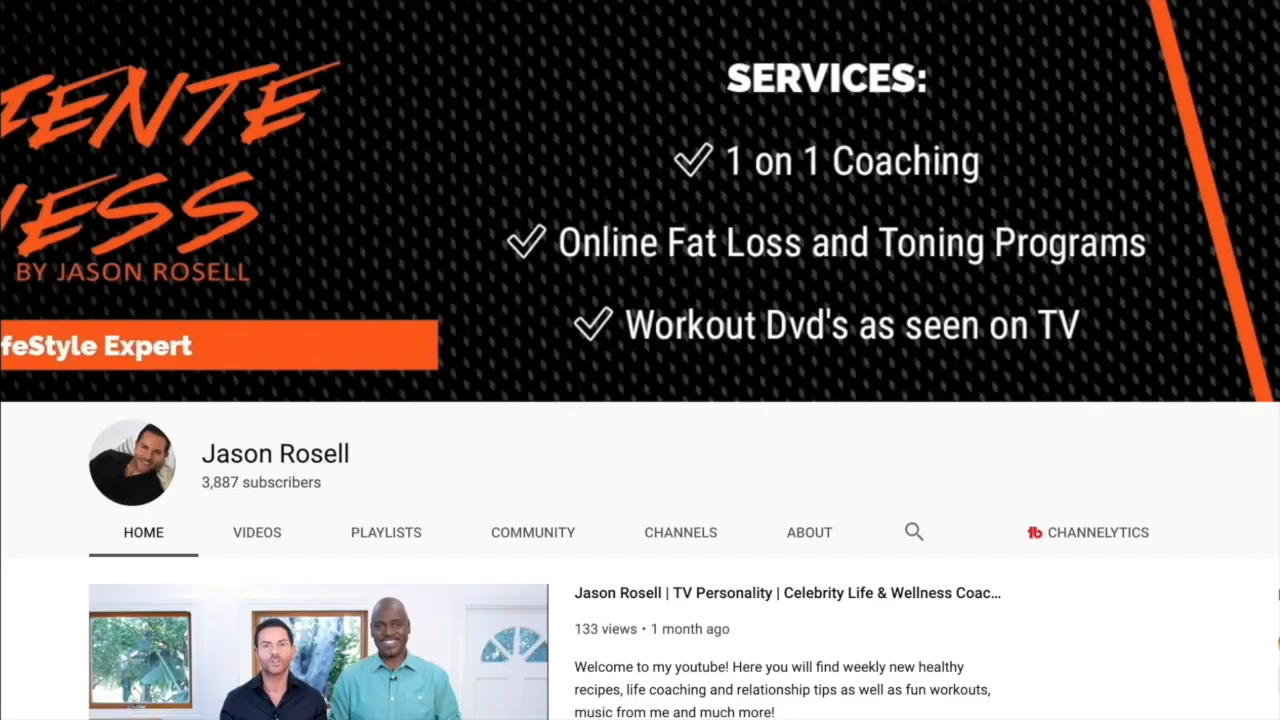 IENTE
NESS
BY JASON ROSELL
feStyle Expert
SERVICES:
1 on 1 Coaching
Online Fat Loss and Toning Programs
Workout Dvd's as seen on TV
Jason Rosell
3,887 subscribers
HOME VIDEOS PLAYLISTS COMMUNITY CHANNELS ABOUT tb CHANNELYTICS
Jason Rosell | TV Personality | Celebrity Life & Wellness Coac...
133 views • 1 month ago
Welcome to my youtube! Here you will find weekly new healthy
recipes, life coaching and relationship tips as well as fun workouts,
music from me and much more!